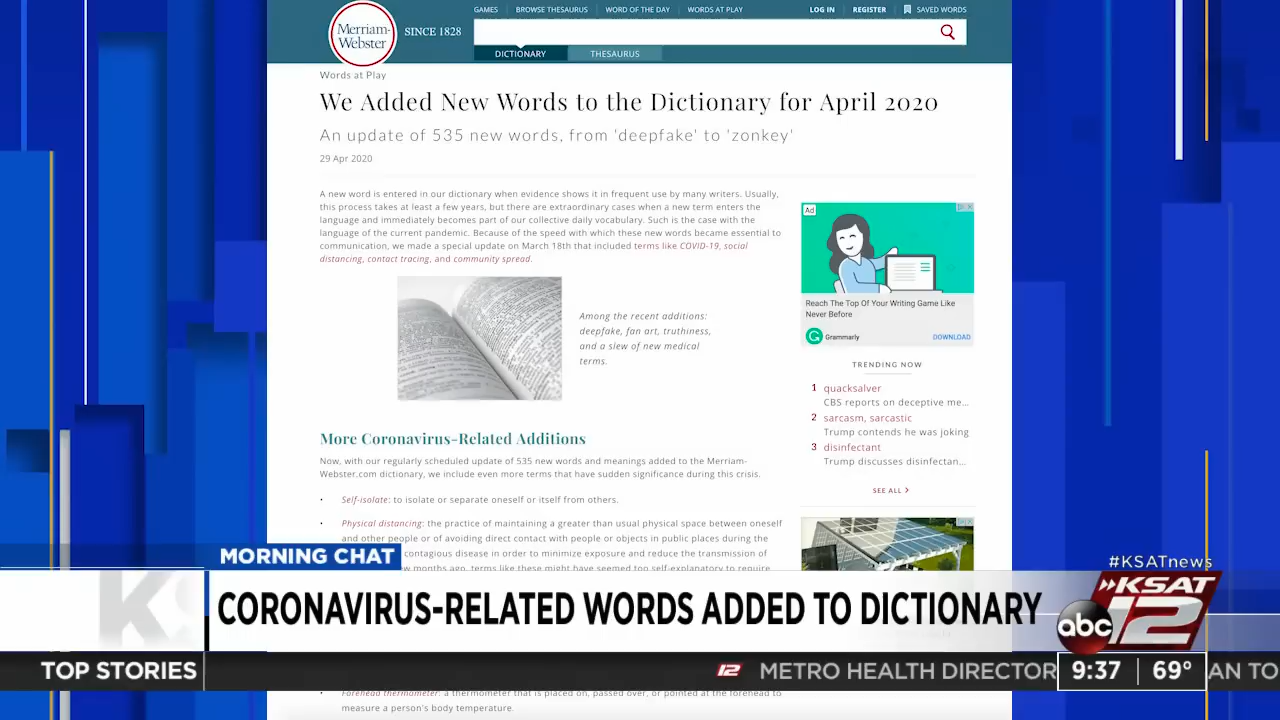 GAMES
BROWSE THESAURUS
WORD OF THE DAY
WORDS AT PLAY
LOG IN
REGISTER
SAVED WORDS
Merriam-
Webster
SINCE 1828
DICTIONARY
THESAURUS
Words at Play
We Added New Words to the Dictionary for April 2020
An update of 535 new words, from 'deepfake' to 'zonkey'
29 Apr 2020
A new word is entered in our dictionary when evidence shows it in frequent use by many writers. Usually,
this process takes at least a few years, but there are extraordinary cases when a new term enters the
language and immediately becomes part of our collective daily vocabulary. Such is the case with the
language of the current pandemic. Because of the speed with which these new words became essential to
communication, we made a special update on March 18th that included terms like COVID-19, social
distancing, contact tracing, and community spread.
Among the recent additions:
deepfake, fan art, truthiness,
and a slew of new medical
terms.
More Coronavirus-Related Additions
Now, with our regularly scheduled update of 535 new words and meanings added to the Merriam-
Webster.com dictionary, we include even more terms that have sudden significance during this crisis.
Self-isolate: to isolate or separate oneself or itself from others.
Physical distancing: the practice of maintaining a greater than usual physical space between oneself
and other people or of avoiding direct contact with people or objects in public places during the
contagious disease in order to minimize exposure and reduce the transmission of
months ago, terms like these might have seemed too self-explanatory to require
Ad
Reach The Top Of Your Writing Game Like
Never Before
Grammarly
DOWNLOAD
TRENDING NOW
1 quacksalver
CBS reports on deceptive me...
2 sarcasm, sarcastic
Trump contends he was joking
3 disinfectant
Trump discusses disinfectan...
SEE ALL >
MORNING CHAT
#KSATnews
CORONAVIRUS-RELATED WORDS ADDED TO DICTIONARY
KSAT
abc 12
TOP STORIES
12 METRO HEALTH DIRECTOR
9:37 69°
AN TO
Forehead thermometer: a thermometer that is placed on, passed over, or pointed at the forehead to
measure a person's body temperature.